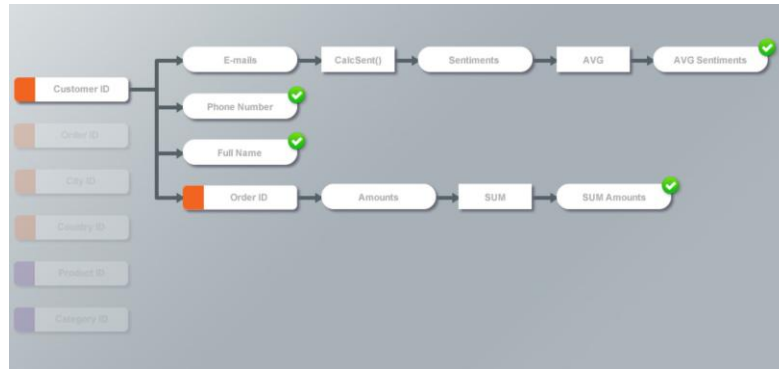 E-mails
CalcSent()
Sentiments
AVG
AVG Sentiments
Customer ID
Phone Number
Order ID
Full Name
City ID
Order ID
Amounts
SUM
SUM Amounts
Country ID
Product ID
Category ID